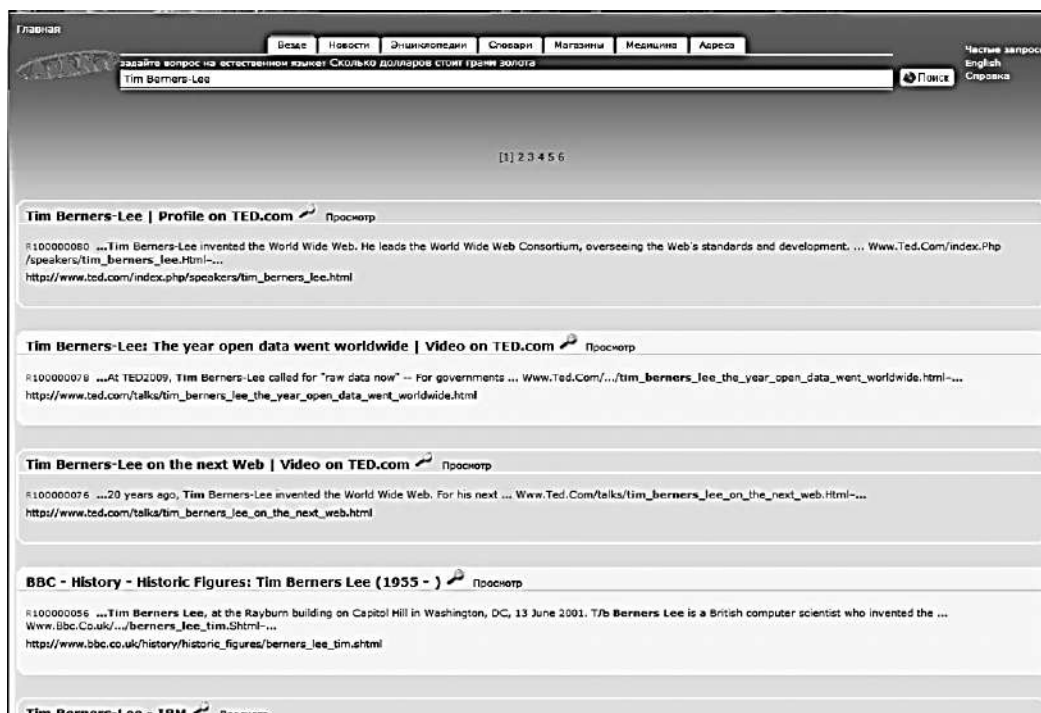 Главная
Везде Новости Энциклопедии Словари Магазины Медицина Адреса
Частые запросы
задайте вопрос на естественном языке: Сколько долларов стоит грамм золота
English
Tim Berners-Lee Поиск Справка
[1] 2 3 4 5 6
Tim Berners-Lee | Profile on TED.com Просмотр
R100000080 ...Tim Berners-Lee invented the World Wide Web. He leads the World Wide Web Consortium, overseeing the Web's standards and development. ... Www.Ted.Com/index.Php
/speakers/tim_berners_lee.Html-...
http://www.ted.com/index.php/speakers/tim_berners_lee.html
Tim Berners-Lee: The year open data went worldwide | Video on TED.com Просмотр
R100000078 ...At TED2009, Tim Berners-Lee called for "raw data now" -- For governments ... Www.Ted.Com/.../tim_berners_lee_the_year_open_data_went_worldwide.html-...
http://www.ted.com/talks/tim_berners_lee_the_year_open_data_went_worldwide.html
Tim Berners-Lee on the next Web | Video on TED.com Просмотр
R100000076 ...20 years ago, Tim Berners-Lee invented the World Wide Web. For his next ... Www.Ted.Com/talks/tim_berners_lee_on_the_next_web.Html-...
http://www.ted.com/talks/tim_berners_lee_on_the_next_web.html
BBC - History - Historic Figures: Tim Berners Lee (1955 - ) Просмотр
R100000056 ...Tim Berners Lee, at the Rayburn building on Capitol Hill in Washington, DC, 13 June 2001. T/b Berners Lee is a British computer scientist who invented the ...
Www.Bbc.Co.uk/.../berners_lee_tim.Shtml-...
http://www.bbc.co.uk/history/historic_figures/berners_lee_tim.shtml
Tim Berners-Lee - IBM